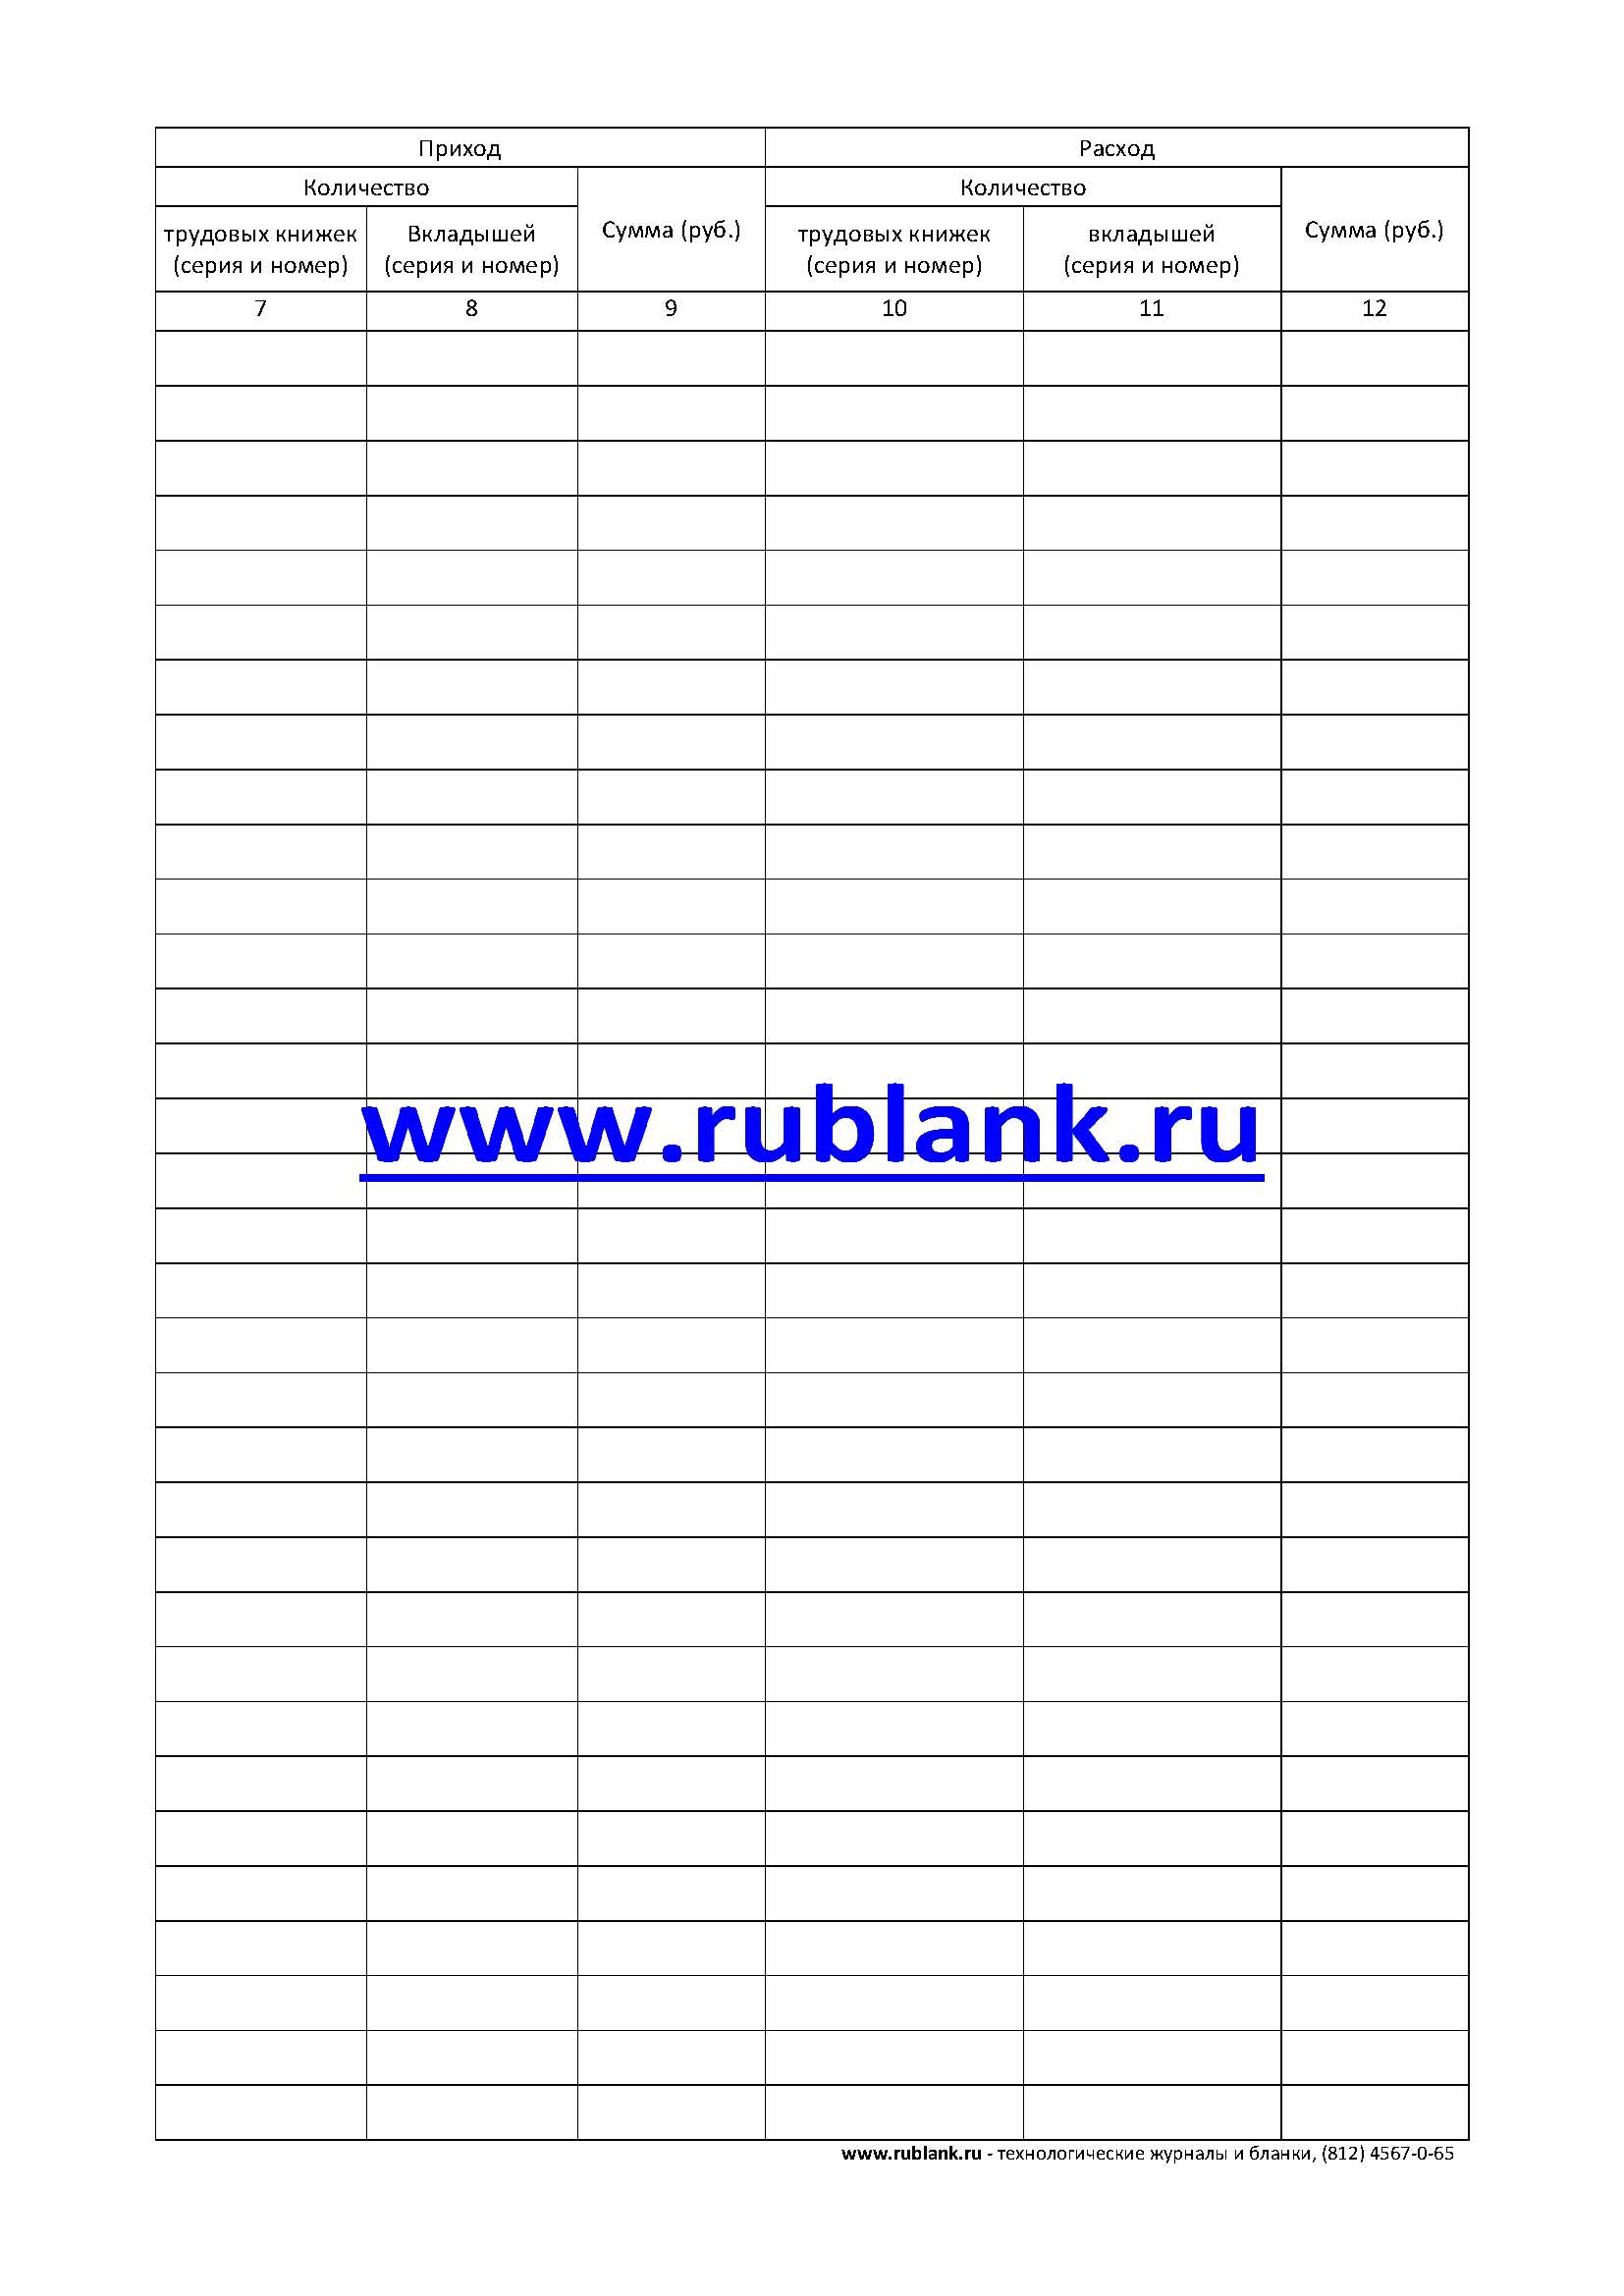 Приход Расход
Количество Количество
трудовых книжек (серия и номер) Вкладышей (серия и номер) Сумма (руб.) трудовых книжек (серия и номер) вкладышей (серия и номер) Сумма (руб.)
7 8 9 10 11 12
www.rublank.ru
www.rublank.ru - технологические журналы и бланки, (812) 4567-0-65